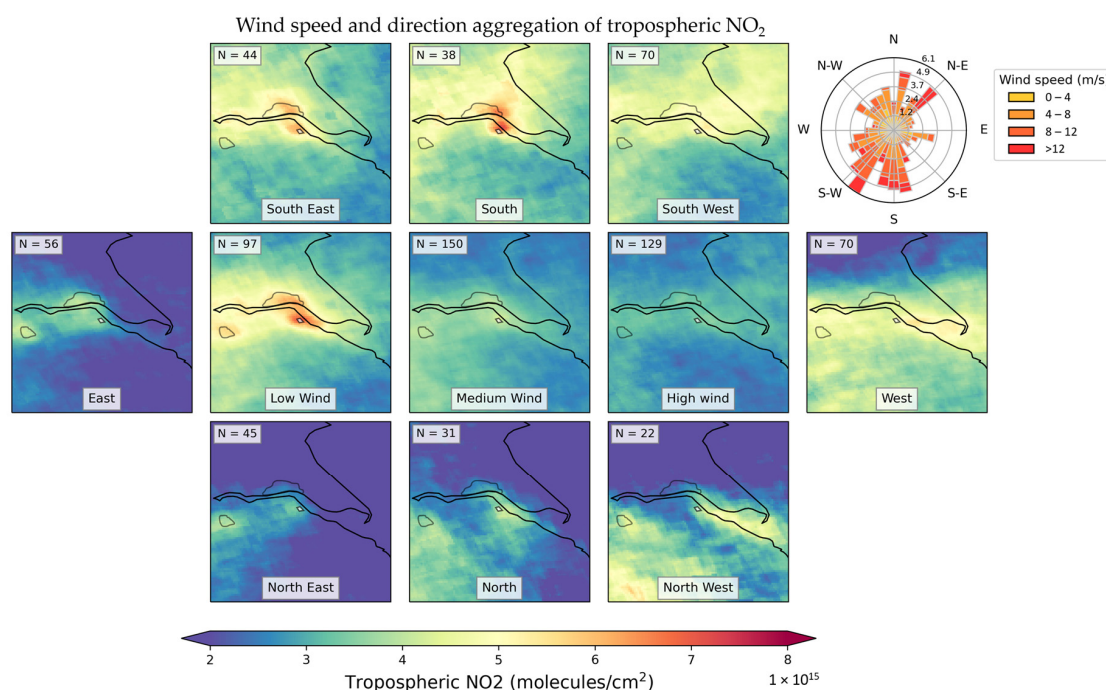 Wind speed and direction aggregation of tropospheric NO₂
N = 44
South East
N = 38
South
N = 70
South West
N
N-E
E
S-E
S
S-W
W
N-W
6.1
4.9
3.7
2.4
1.2
Wind speed (m/s
0 – 4
4 – 8
8 – 12
>12
N = 56
East
N = 97
Low Wind
N = 150
Medium Wind
N = 129
High wind
N = 70
West
N = 45
North East
N = 31
North
N = 22
North West
2 3 4 5 6 7 8
Tropospheric NO2 (molecules/cm²)
1 × 10¹⁵